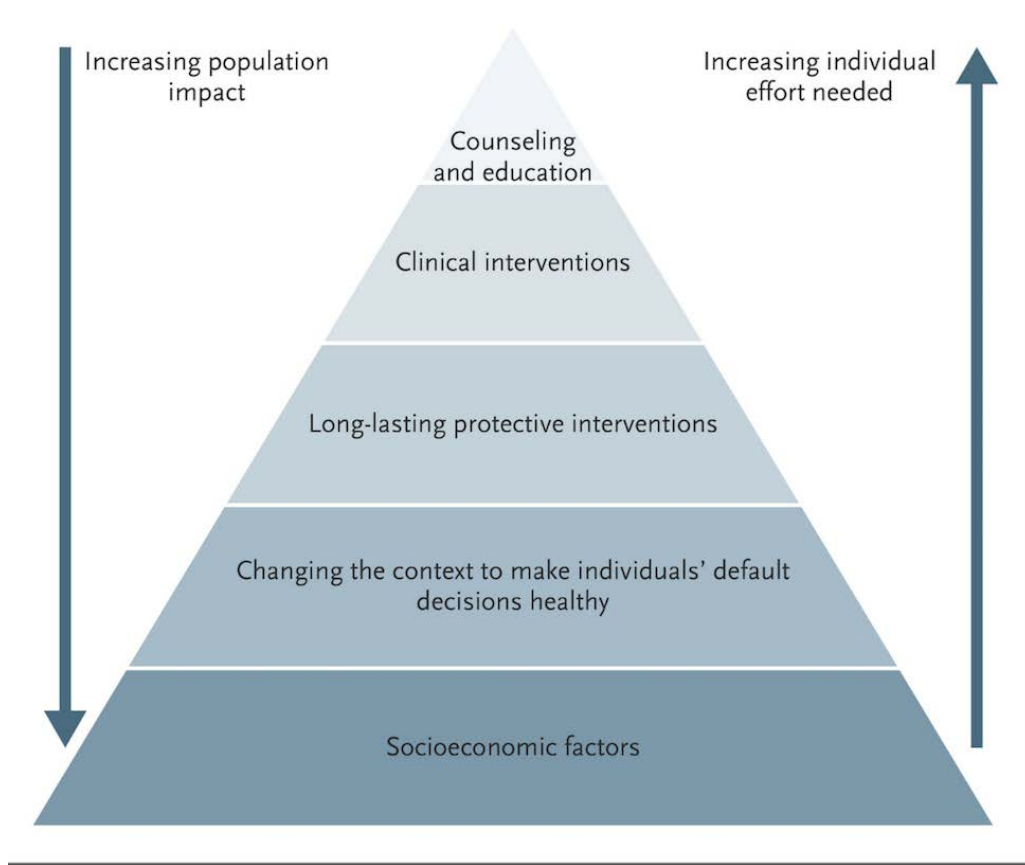 Increasing population
impact
Increasing individual
effort needed
Counseling
and education
Clinical interventions
Long-lasting protective interventions
Changing the context to make individuals’ default
decisions healthy
Socioeconomic factors